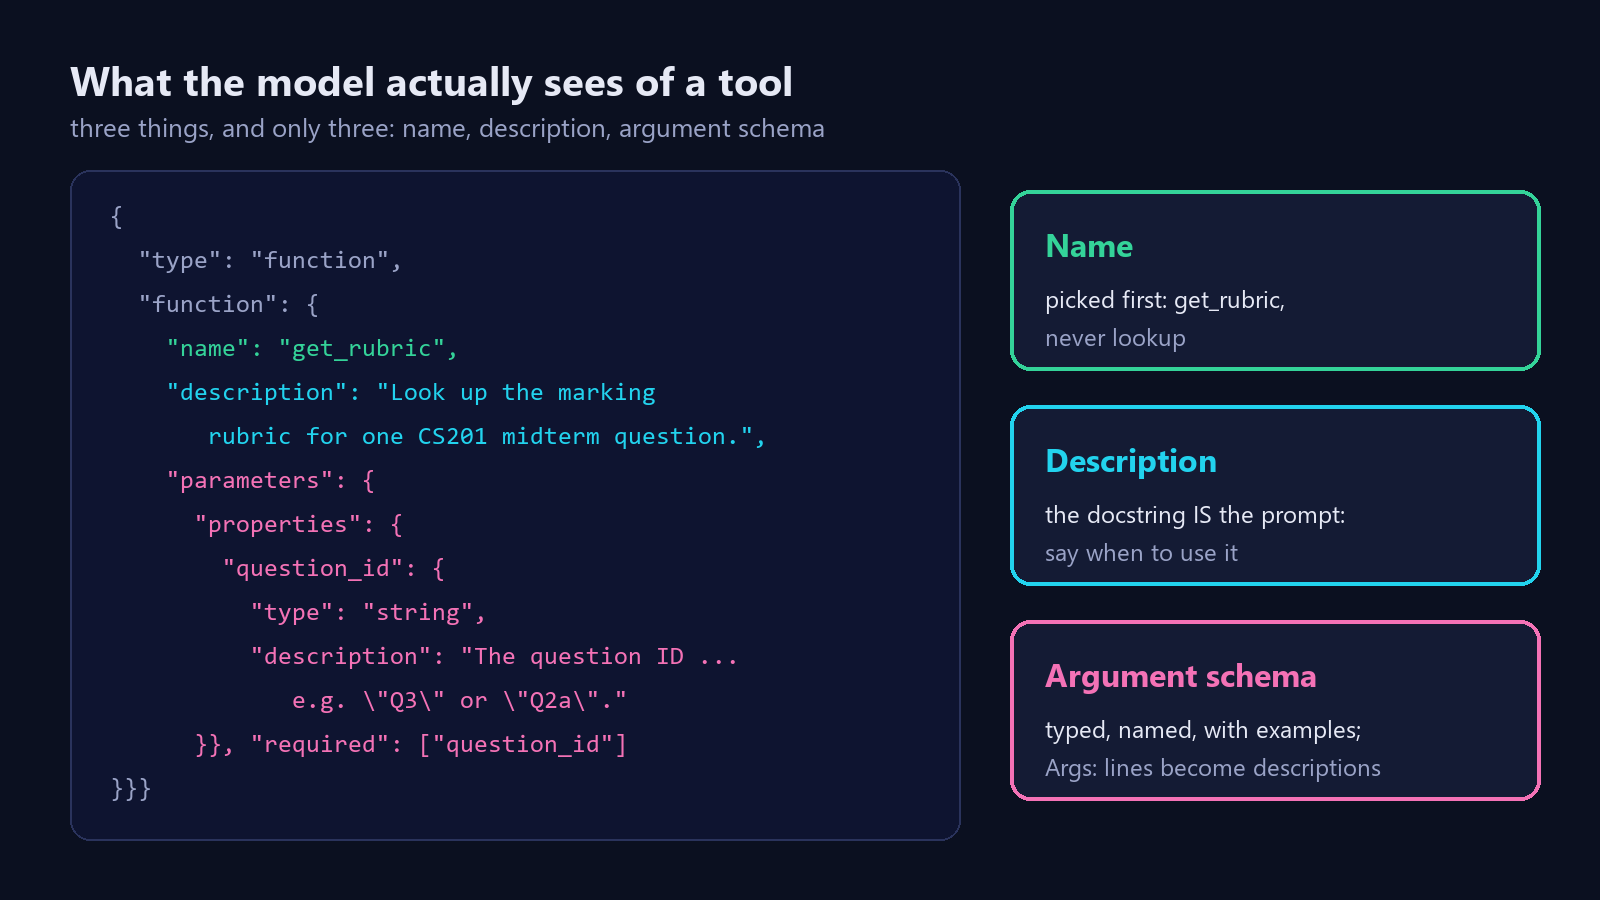 What the model actually sees of a tool
three things, and only three: name, description, argument schema
{
  "type": "function",
  "function": {
    "name": "get_rubric",
    "description": "Look up the marking
       rubric for one CS201 midterm question.",
    "parameters": {
      "properties": {
        "question_id": {
          "type": "string",
          "description": "The question ID ...
             e.g. \"Q3\" or \"Q2a\"."
      }}, "required": ["question_id"]
}}}
Name
picked first: get_rubric,
never lookup
Description
the docstring IS the prompt:
say when to use it
Argument schema
typed, named, with examples;
Args: lines become descriptions